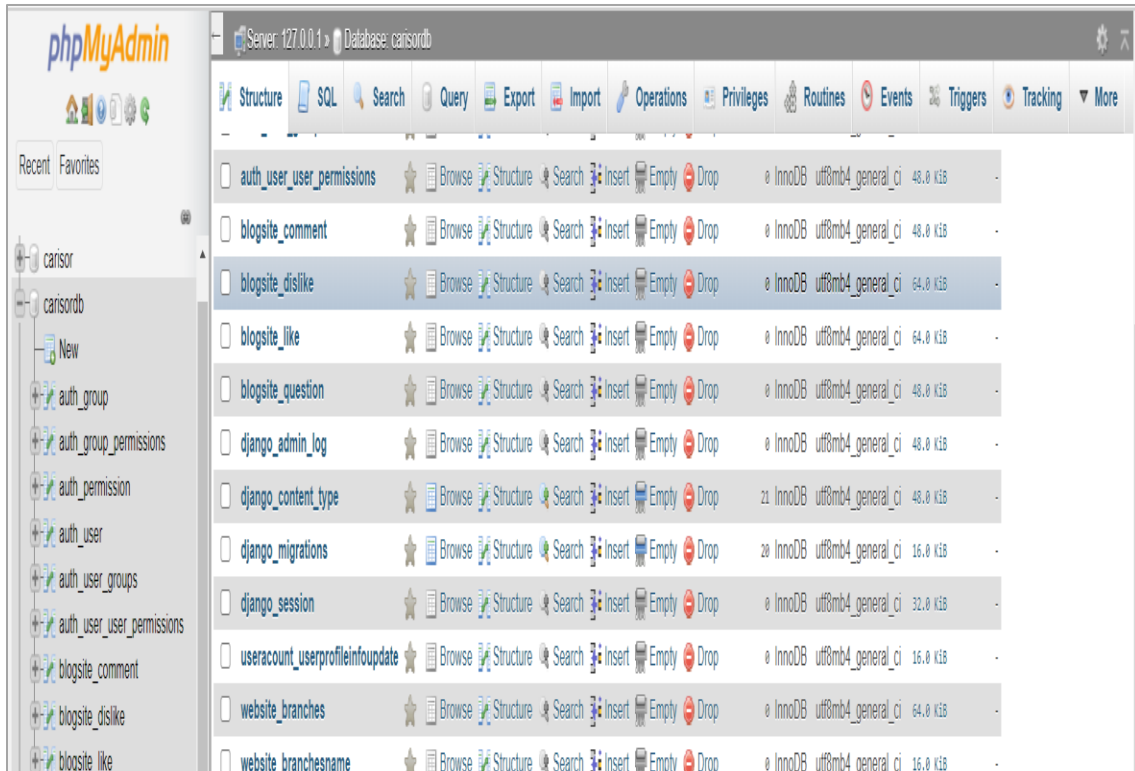 phpMyAdmin
Recent Favorites
carisor
carisordb
New
auth_group
auth_group_permissions
auth_permission
auth_user
auth_user_groups
auth_user_user_permissions
blogsite_comment
blogsite_dislike
blogsite_like
Server: 127.0.0.1 » Database: carisordb
Structure SQL Search Query Export Import Operations Privileges Routines Events Triggers Tracking More
auth_user_user_permissions Browse Structure Search Insert Empty Drop 0 InnoDB utf8mb4_general_ci 48.0 KiB -
blogsite_comment Browse Structure Search Insert Empty Drop 0 InnoDB utf8mb4_general_ci 48.0 KiB -
blogsite_dislike Browse Structure Search Insert Empty Drop 0 InnoDB utf8mb4_general_ci 64.0 KiB -
blogsite_like Browse Structure Search Insert Empty Drop 0 InnoDB utf8mb4_general_ci 64.0 KiB -
blogsite_question Browse Structure Search Insert Empty Drop 0 InnoDB utf8mb4_general_ci 48.0 KiB -
django_admin_log Browse Structure Search Insert Empty Drop 0 InnoDB utf8mb4_general_ci 48.0 KiB -
django_content_type Browse Structure Search Insert Empty Drop 21 InnoDB utf8mb4_general_ci 48.0 KiB -
django_migrations Browse Structure Search Insert Empty Drop 20 InnoDB utf8mb4_general_ci 16.0 KiB -
django_session Browse Structure Search Insert Empty Drop 0 InnoDB utf8mb4_general_ci 32.0 KiB -
useracount_userprofileinfoupdate Browse Structure Search Insert Empty Drop 0 InnoDB utf8mb4_general_ci 16.0 KiB -
website_branches Browse Structure Search Insert Empty Drop 0 InnoDB utf8mb4_general_ci 64.0 KiB -
website_branchesname Browse Structure Search Insert Empty Drop 0 InnoDB utf8mb4_general_ci 16.0 KiB -